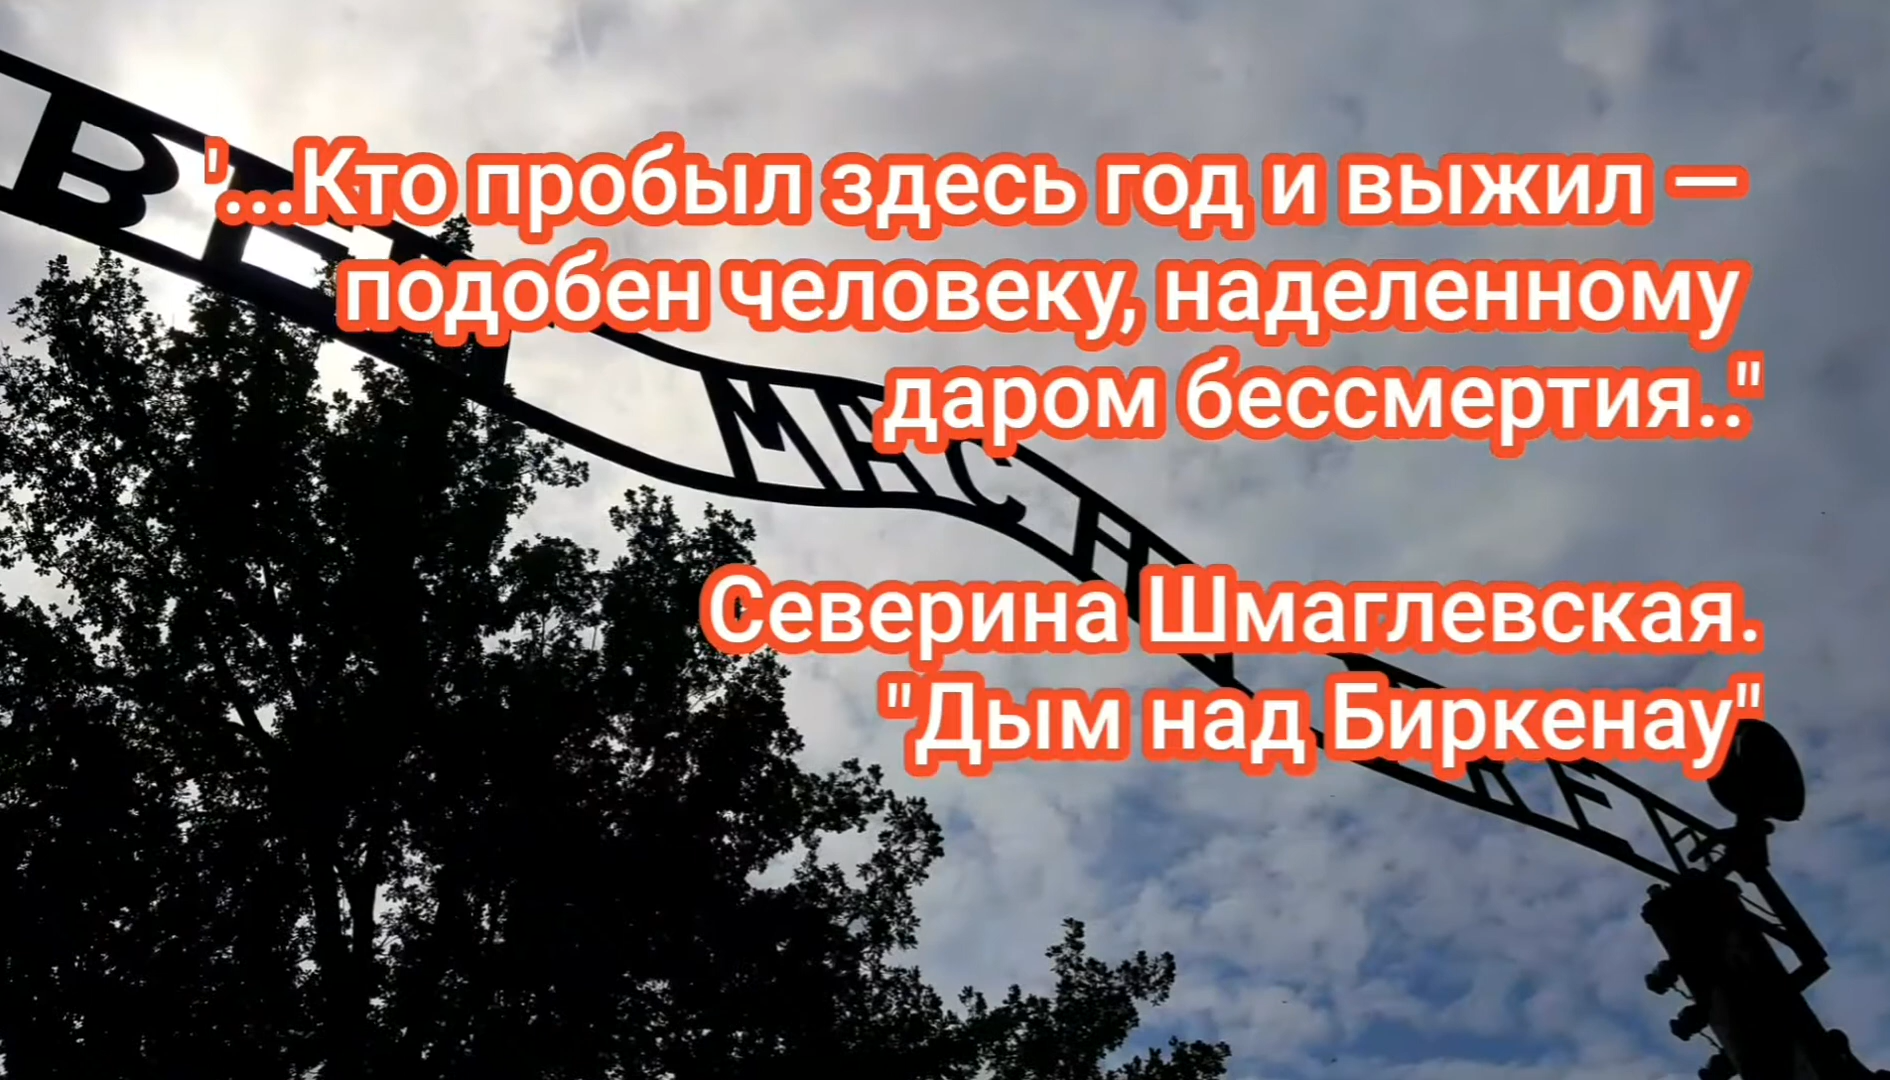 '...Кто пробыл здесь год и выжил —
подобен человеку, наделенному
даром бессмертия.."
Северина Шмаглевская.
"Дым над Биркенау"